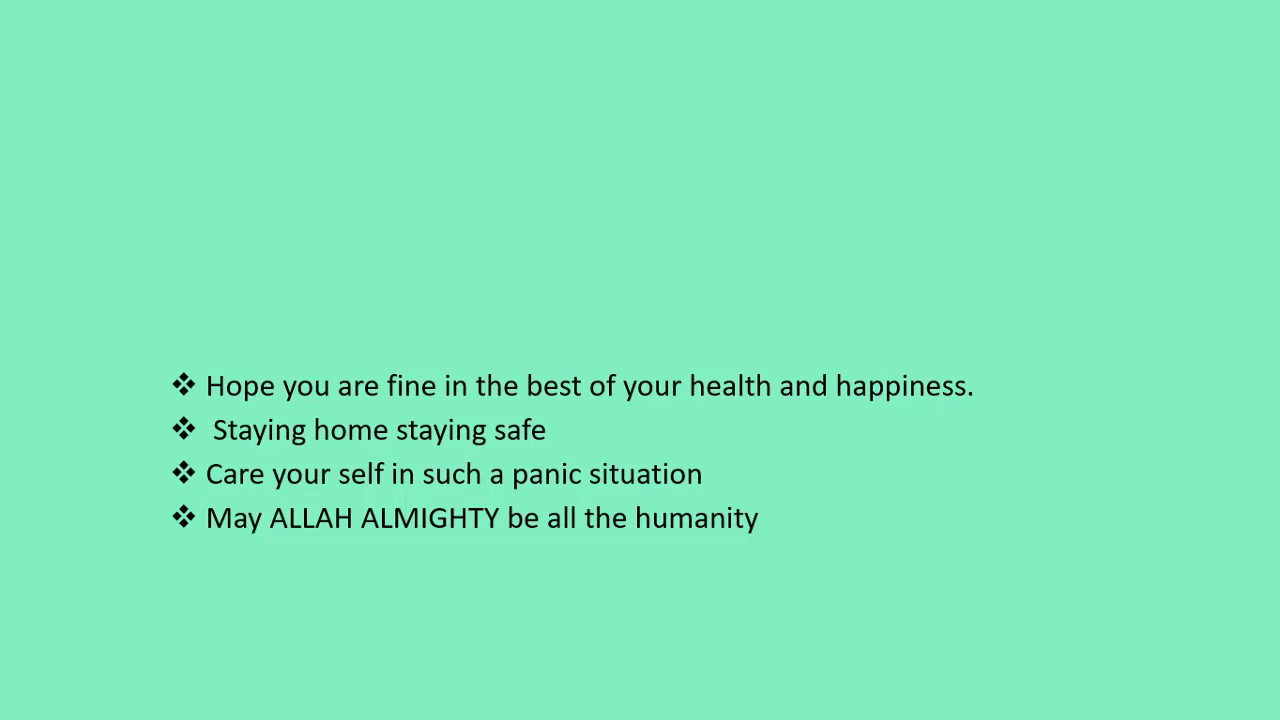 ❖ Hope you are fine in the best of your health and happiness.
❖ Staying home staying safe
❖ Care your self in such a panic situation
❖ May ALLAH ALMIGHTY be all the humanity